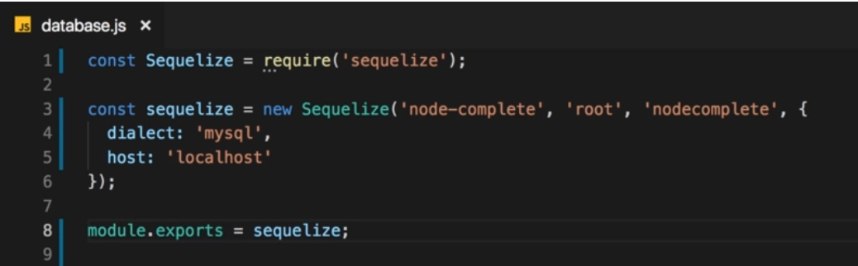 JS database.js ×
1 const Sequelize = require('sequelize');
2
3 const sequelize = new Sequelize('node-complete', 'root', 'nodecomplete', {
4   dialect: 'mysql',
5   host: 'localhost'
6 });
7
8 module.exports = sequelize;
9